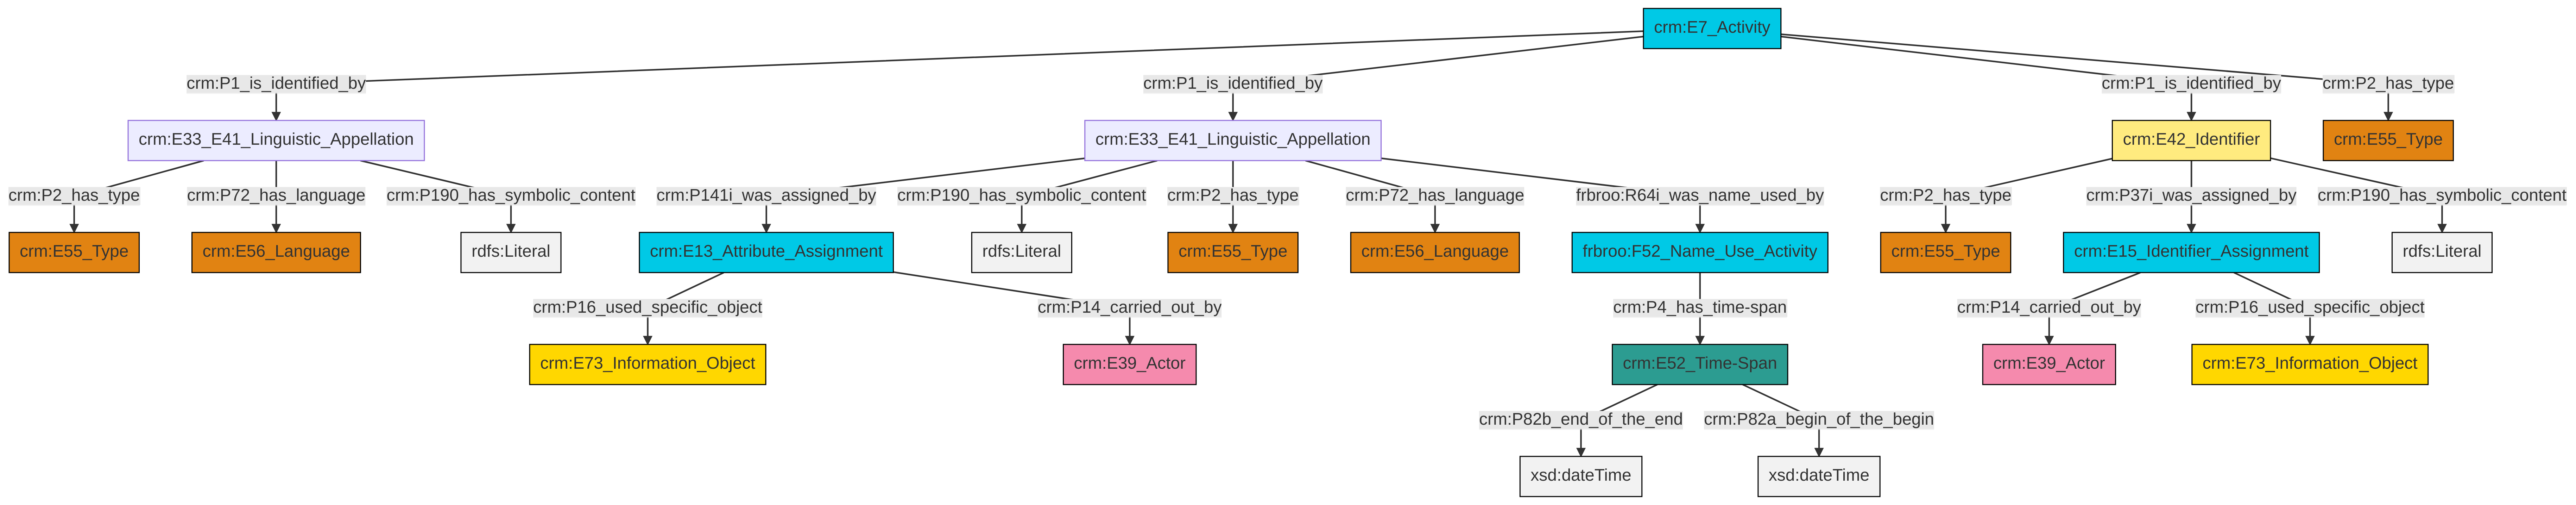 crm:E7_Activity
crm:P1_is_identified_by
crm:P1_is_identified_by
crm:P1_is_identified_by
crm:P2_has_type
crm:E33_E41_Linguistic_Appellation
crm:E33_E41_Linguistic_Appellation
crm:E42_Identifier
crm:E55_Type
crm:P2_has_type
crm:P72_has_language
crm:P190_has_symbolic_content
crm:P141i_was_assigned_by
crm:P190_has_symbolic_content
crm:P2_has_type
crm:P72_has_language
frbroo:R64i_was_name_used_by
crm:P2_has_type
crm:P37i_was_assigned_by
crm:P190_has_symbolic_content
crm:E55_Type
crm:E56_Language
rdfs:Literal
crm:E13_Attribute_Assignment
rdfs:Literal
crm:E55_Type
crm:E56_Language
frbroo:F52_Name_Use_Activity
crm:E55_Type
crm:E15_Identifier_Assignment
rdfs:Literal
crm:P16_used_specific_object
crm:P14_carried_out_by
crm:P4_has_time-span
crm:P14_carried_out_by
crm:P16_used_specific_object
crm:E73_Information_Object
crm:E39_Actor
crm:E52_Time-Span
crm:E39_Actor
crm:E73_Information_Object
crm:P82b_end_of_the_end
crm:P82a_begin_of_the_begin
xsd:dateTime
xsd:dateTime